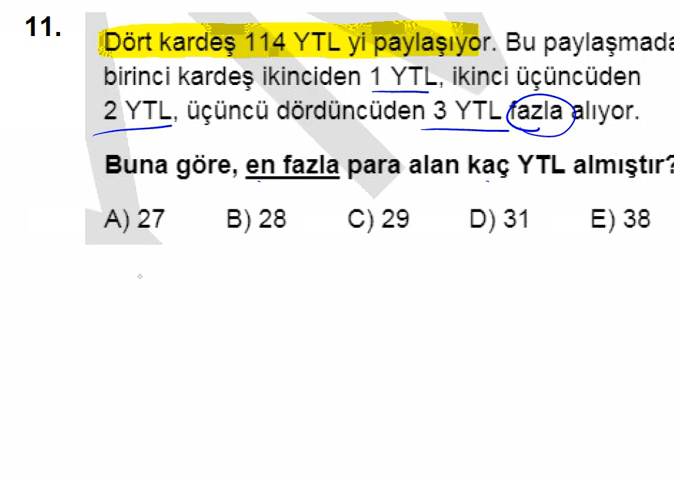 11.
Dört kardeş 114 YTL yi paylaşıyor. Bu paylaşmada
birinci kardeş ikinciden 1 YTL, ikinci üçüncüden
2 YTL, üçüncü dördüncüden 3 YTL fazla alıyor.
Buna göre, en fazla para alan kaç YTL almıştır?
A) 27 B) 28 C) 29 D) 31 E) 38